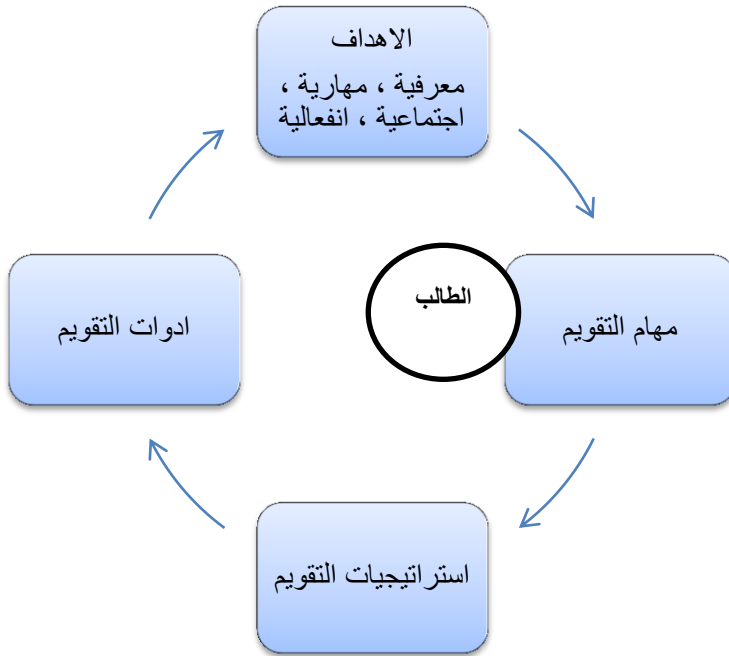 الاهداف
معرفية ، مهارية ،
اجتماعية ، انفعالية
الطالب
مهام التقويم
ادوات التقويم
استراتيجيات التقويم